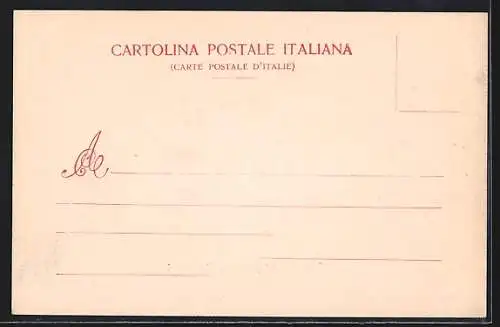 CARTOLINA POSTALE ITALIANA
(CARTE POSTALE D'ITALIE)
A